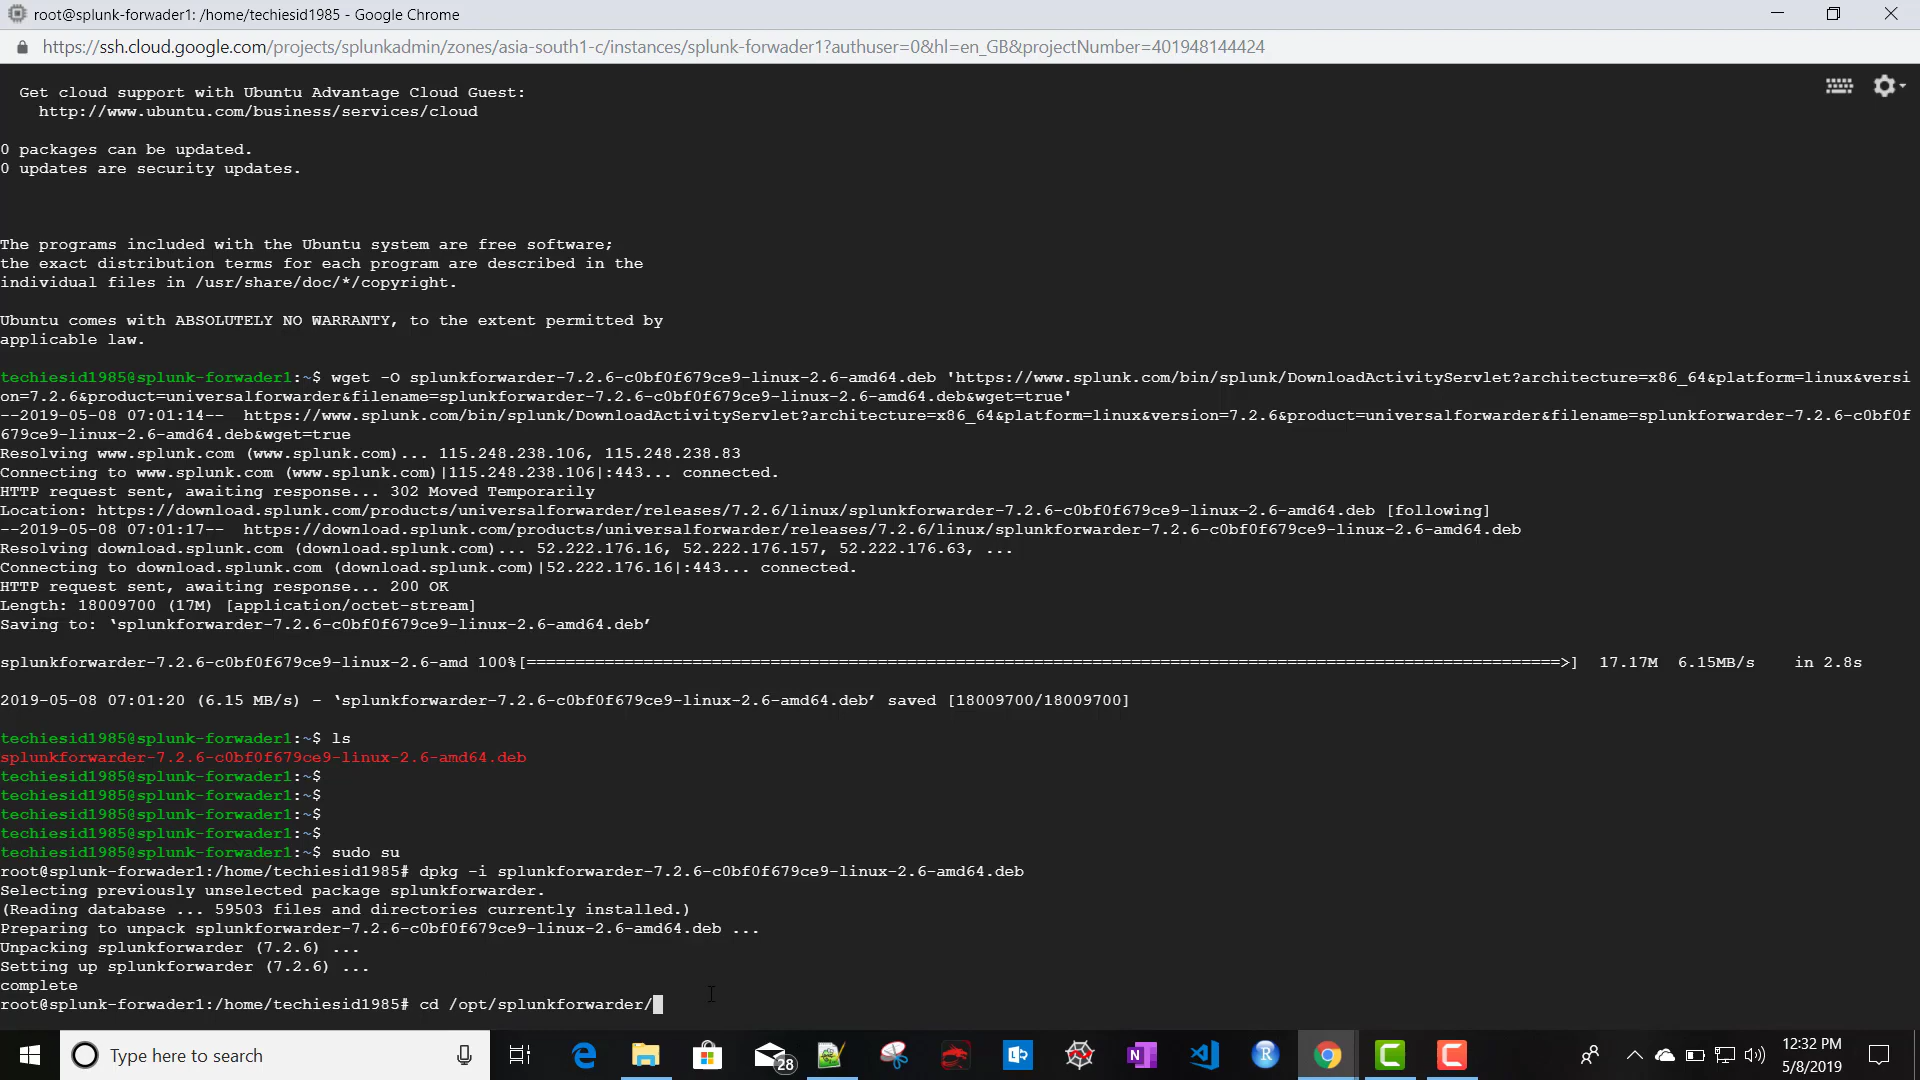 root@splunk-forwader1: /home/techiesid1985 - Google Chrome
https://ssh.cloud.google.com/projects/splunkadmin/zones/asia-south1-c/instances/splunk-forwader1?authuser=0&hl=en_GB&projectNumber=401948144424
Get cloud support with Ubuntu Advantage Cloud Guest:
http://www.ubuntu.com/business/services/cloud
0 packages can be updated.
0 updates are security updates.
The programs included with the Ubuntu system are free software;
the exact distribution terms for each program are described in the
individual files in /usr/share/doc/*/copyright.
Ubuntu comes with ABSOLUTELY NO WARRANTY, to the extent permitted by
applicable law.
techiesid1985@splunk-forwader1:~$ wget -O splunkforwarder-7.2.6-c0bf0f679ce9-linux-2.6-amd64.deb 'https://www.splunk.com/bin/splunk/DownloadActivityServlet?architecture=x86_64&platform=linux&versi
on=7.2.6&product=universalforwarder&filename=splunkforwarder-7.2.6-c0bf0f679ce9-linux-2.6-amd64.deb&wget=true'
--2019-05-08 07:01:14--  https://www.splunk.com/bin/splunk/DownloadActivityServlet?architecture=x86_64&platform=linux&version=7.2.6&product=universalforwarder&filename=splunkforwarder-7.2.6-c0bf0f
679ce9-linux-2.6-amd64.deb&wget=true
Resolving www.splunk.com (www.splunk.com)... 115.248.238.106, 115.248.238.83
Connecting to www.splunk.com (www.splunk.com)|115.248.238.106|:443... connected.
HTTP request sent, awaiting response... 302 Moved Temporarily
Location: https://download.splunk.com/products/universalforwarder/releases/7.2.6/linux/splunkforwarder-7.2.6-c0bf0f679ce9-linux-2.6-amd64.deb [following]
--2019-05-08 07:01:17--  https://download.splunk.com/products/universalforwarder/releases/7.2.6/linux/splunkforwarder-7.2.6-c0bf0f679ce9-linux-2.6-amd64.deb
Resolving download.splunk.com (download.splunk.com)... 52.222.176.16, 52.222.176.157, 52.222.176.63, ...
Connecting to download.splunk.com (download.splunk.com)|52.222.176.16|:443... connected.
HTTP request sent, awaiting response... 200 OK
Length: 18009700 (17M) [application/octet-stream]
Saving to: ‘splunkforwarder-7.2.6-c0bf0f679ce9-linux-2.6-amd64.deb’
splunkforwarder-7.2.6-c0bf0f679ce9-linux-2.6-amd 100%[==========================================================================================================>]  17.17M  6.15MB/s    in 2.8s
2019-05-08 07:01:20 (6.15 MB/s) - ‘splunkforwarder-7.2.6-c0bf0f679ce9-linux-2.6-amd64.deb’ saved [18009700/18009700]
techiesid1985@splunk-forwader1:~$ ls
splunkforwarder-7.2.6-c0bf0f679ce9-linux-2.6-amd64.deb
techiesid1985@splunk-forwader1:~$
techiesid1985@splunk-forwader1:~$
techiesid1985@splunk-forwader1:~$
techiesid1985@splunk-forwader1:~$
techiesid1985@splunk-forwader1:~$ sudo su
root@splunk-forwader1:/home/techiesid1985# dpkg -i splunkforwarder-7.2.6-c0bf0f679ce9-linux-2.6-amd64.deb
Selecting previously unselected package splunkforwarder.
(Reading database ... 59503 files and directories currently installed.)
Preparing to unpack splunkforwarder-7.2.6-c0bf0f679ce9-linux-2.6-amd64.deb ...
Unpacking splunkforwarder (7.2.6) ...
Setting up splunkforwarder (7.2.6) ...
complete
root@splunk-forwader1:/home/techiesid1985# cd /opt/splunkforwarder/
Type here to search
28
12:32 PM
5/8/2019